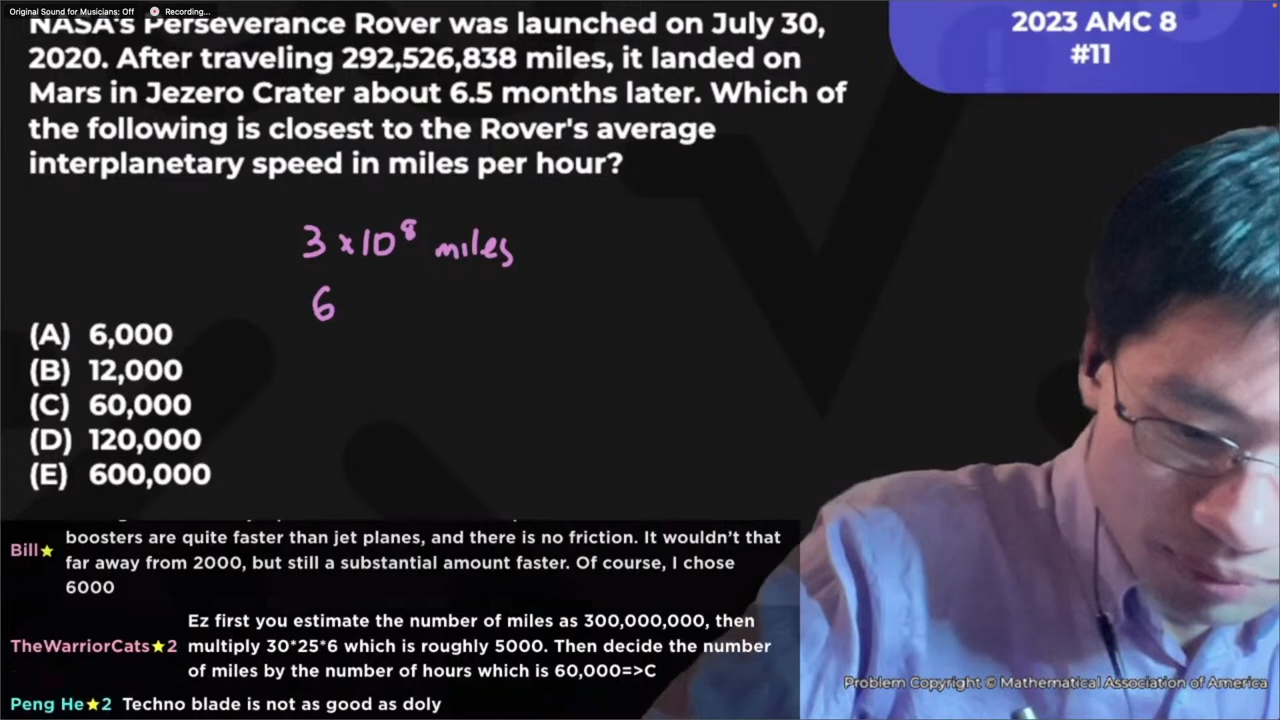 Original Sound for Musicians: Off Recording...
NASA's Perseverance Rover was launched on July 30,
2020. After traveling 292,526,838 miles, it landed on
Mars in Jezero Crater about 6.5 months later. Which of
the following is closest to the Rover's average
interplanetary speed in miles per hour?
2023 AMC 8
#11
3 x 10⁸ miles
6
(A) 6,000
(B) 12,000
(C) 60,000
(D) 120,000
(E) 600,000
Bill⭐ boosters are quite faster than jet planes, and there is no friction. It wouldn't that
far away from 2000, but still a substantial amount faster. Of course, I chose
6000
Ez first you estimate the number of miles as 300,000,000, then
TheWarriorCats⭐2 multiply 30*25*6 which is roughly 5000. Then decide the number
of miles by the number of hours which is 60,000=>C
Peng He⭐2 Techno blade is not as good as doly
Problem Copyright © Mathematical Association of America